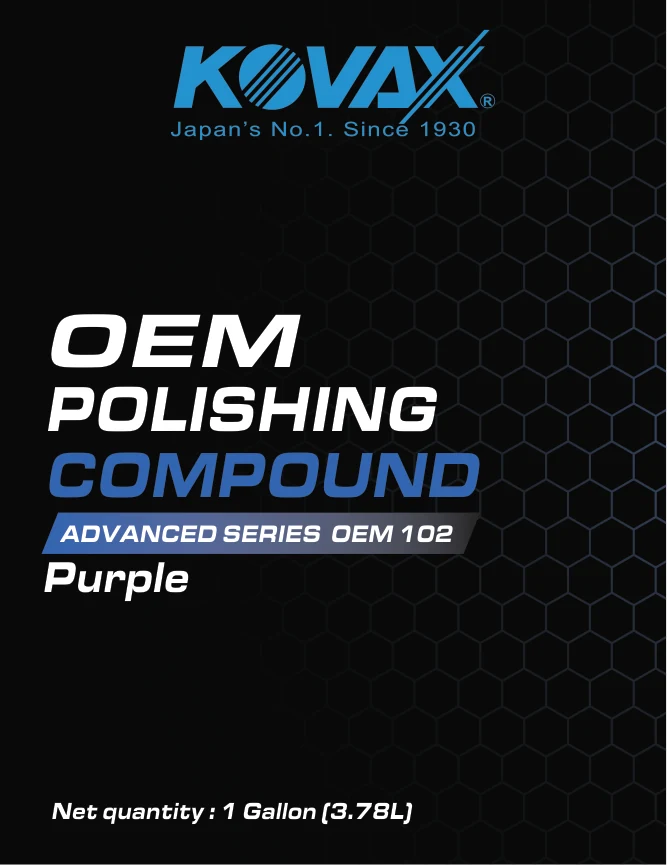 KOVAX®
Japan's No.1. Since 1930
OEM
POLISHING
COMPOUND
ADVANCED SERIES OEM 102
Purple
Net quantity : 1 Gallon (3.78L)